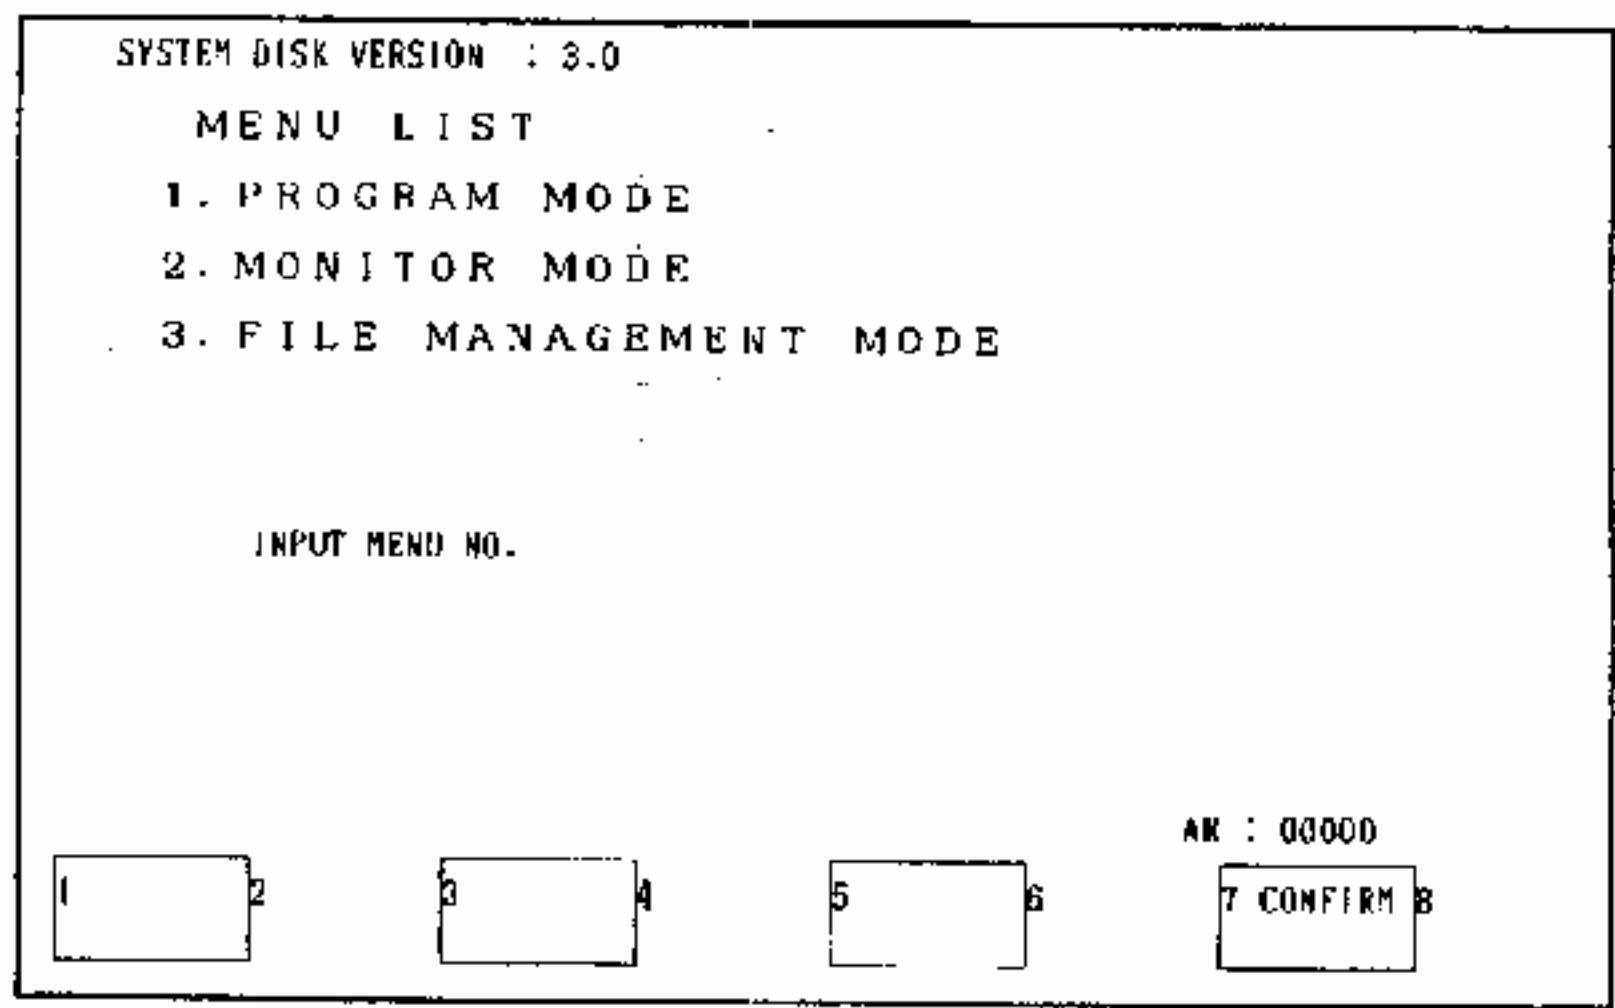 SYSTEM DISK VERSION : 3.0
MENU LIST
1. PROGRAM MODE
2. MONITOR MODE
3. FILE MANAGEMENT MODE
INPUT MENU NO.
: 00000
1 2 3 4 5 6 7 CONFIRM 8